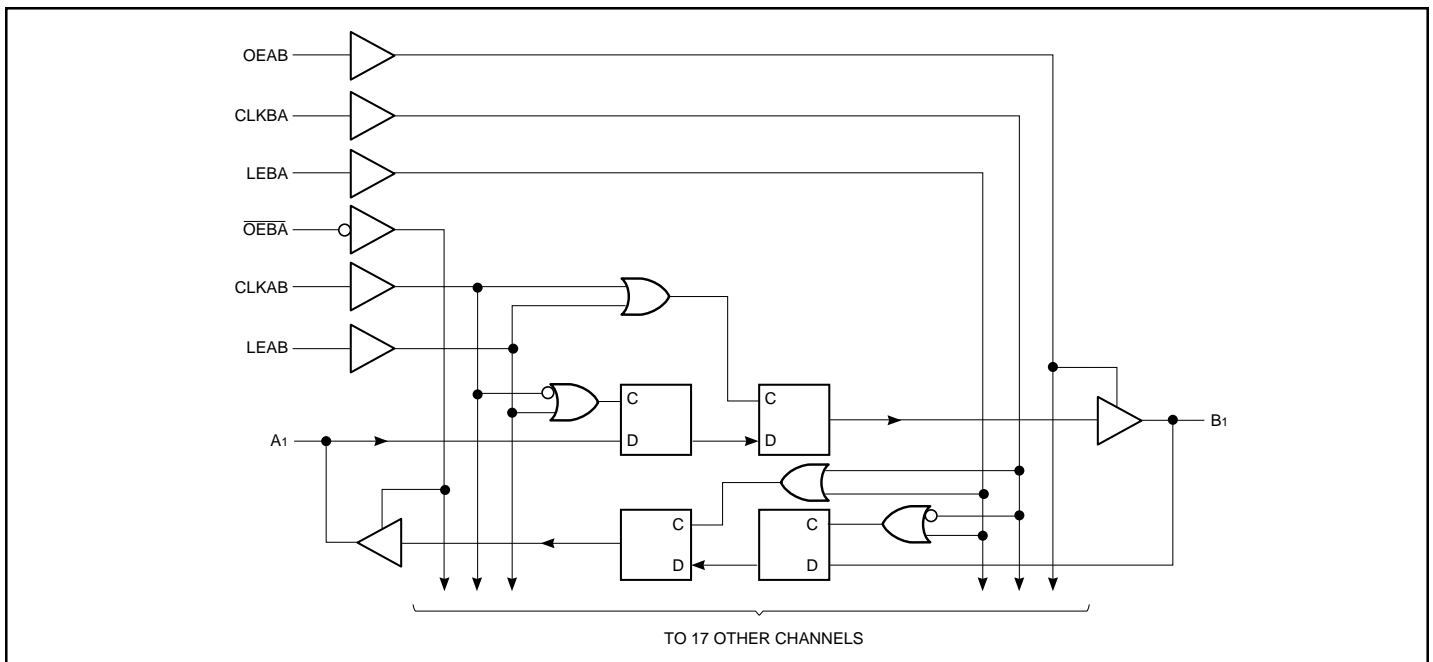 OEAB
CLKBA
LEBA
OEBA
CLKAB
LEAB
C
D
C
D
A1
B1
C
D
C
D
TO 17 OTHER CHANNELS